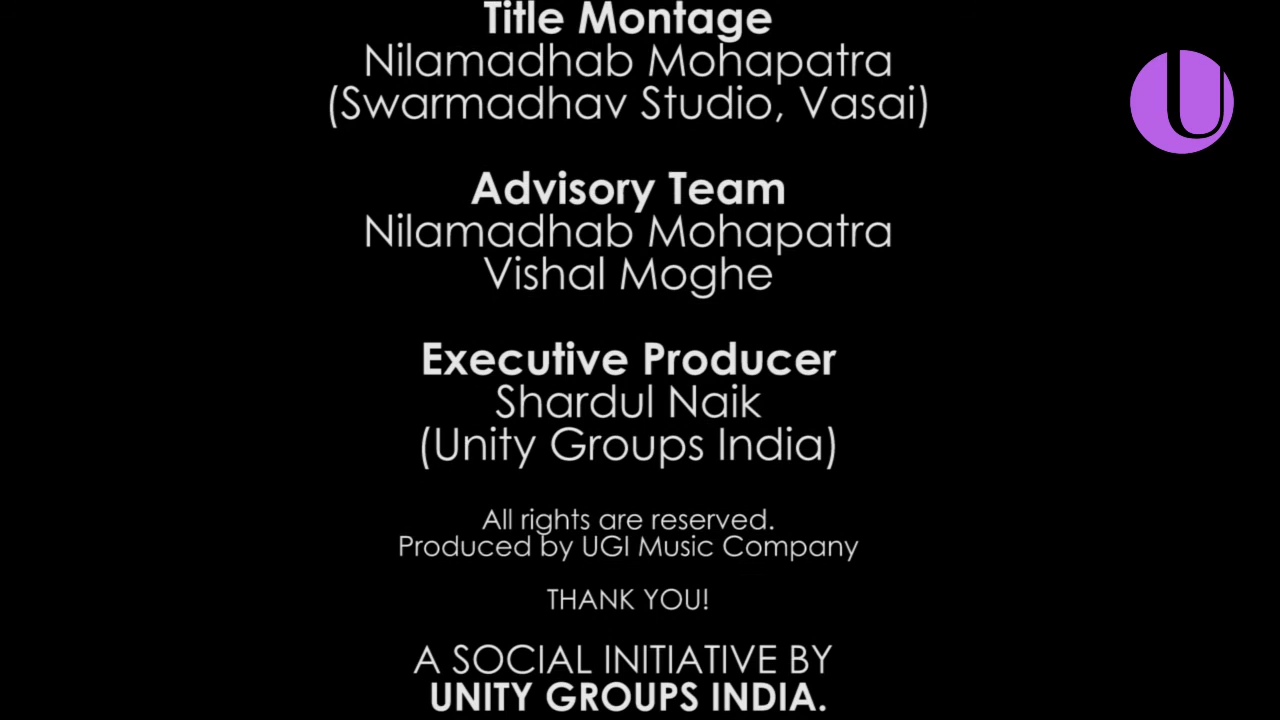 Title Montage
Nilamadhab Mohapatra
(Swarmadhav Studio, Vasai)
Advisory Team
Nilamadhab Mohapatra
Vishal Moghe
Executive Producer
Shardul Naik
(Unity Groups India)
All rights are reserved.
Produced by UGI Music Company
THANK YOU!
A SOCIAL INITIATIVE BY
UNITY GROUPS INDIA.
U